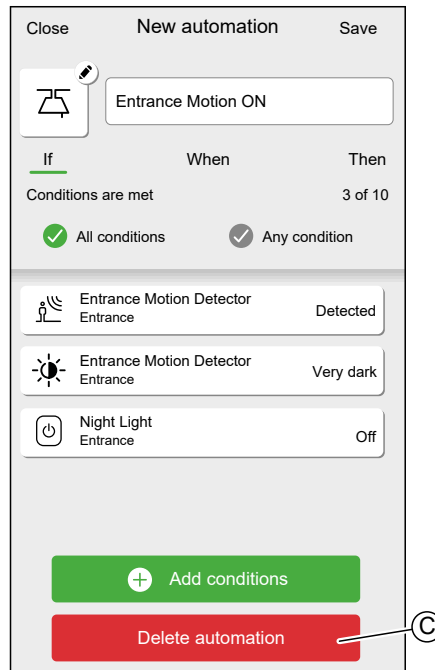 Close New automation Save
Entrance Motion ON
If When Then
Conditions are met 3 of 10
All conditions Any condition
Entrance Motion Detector
Entrance
Detected
Entrance Motion Detector
Entrance
Very dark
Night Light
Entrance
Off
Add conditions
Delete automation
C